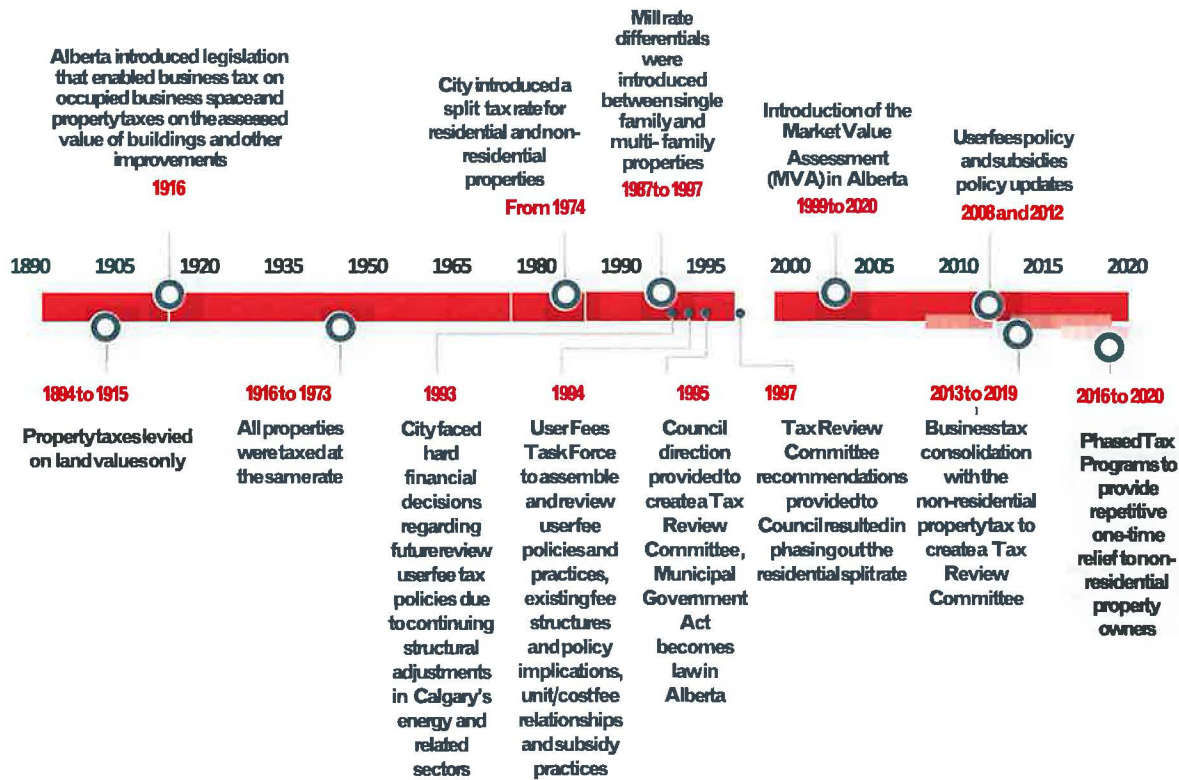 Alberta introduced legislation
that enabled business tax on
occupied business space and
property taxes on the assessed
value of buildings and other
improvements
1916
City introduced a
split tax rate for
residential and non-
residential
properties
From 1974
Mill rate
differentials
were
introduced
between single
family and
multi- family
properties
1987 to 1997
Introduction of the
Market Value
Assessment
(MVA) in Alberta
1999 to 2020
User fees policy
and subsidies
policy updates
2008 and 2012
1890 1905 1920 1935 1950 1965 1980 1990 1995 2000 2005 2010 2015 2020
1894 to 1915
Property taxes levied
on land values only
1916 to 1973
All properties
were taxed at
the same rate
1993
City faced
hard
financial
decisions
regarding
future review
user fee tax
policies due
to continuing
structural
adjustments
in Calgary's
energy and
related
sectors
1994
User Fees
Task Force
to assemble
and review
user fee
policies and
practices,
existing fee
structures
and policy
implications,
unit/cost fee
relationships
and subsidy
practices
1995
Council
direction
provided to
create a Tax
Review
Committee,
Municipal
Government
Act
becomes
law in
Alberta
1997
Tax Review
Committee
recommendations
provided to
Council resulted in
phasing out the
residential split rate
2013 to 2019
Business tax
consolidation
with the
non-residential
property tax to
create a Tax
Review
Committee
2016 to 2020
Phased Tax
Programs to
provide
repetitive
one-time
relief to non-
residential
property
owners